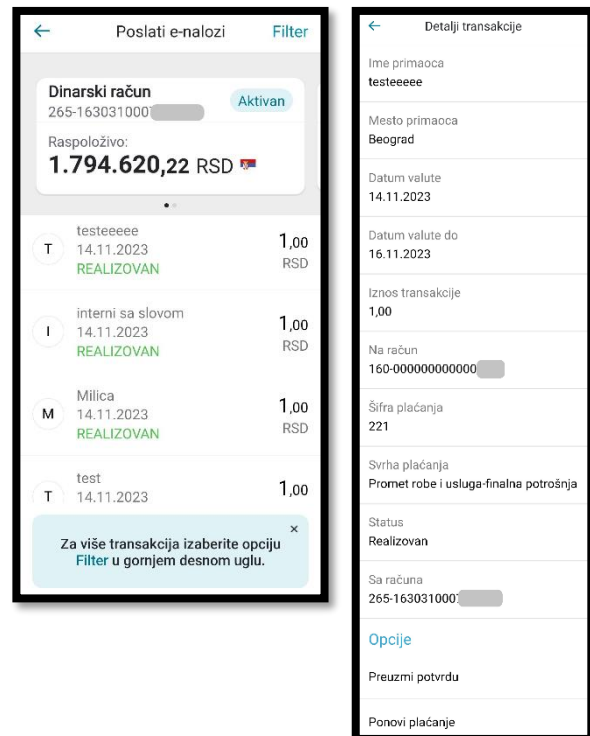 Poslati e-nalozi
Filter
Dinarski račun
265-163031000
Aktivan
Raspoloživo:
1.794.620,22 RSD
T
testeeeee
14.11.2023
REALIZOVAN
1,00
RSD
I
interni sa slovom
14.11.2023
REALIZOVAN
1,00
RSD
M
Milica
14.11.2023
REALIZOVAN
1,00
RSD
T
test
14.11.2023
1,00
Za više transakcija izaberite opciju
Filter u gornjem desnom uglu.
×
Detalji transakcije
Ime primaoca
testeeeee
Mesto primaoca
Beograd
Datum valute
14.11.2023
Datum valute do
16.11.2023
Iznos transakcije
1,00
Na račun
160-000000000000
Šifra plaćanja
221
Svrha plaćanja
Promet robe i usluga-finalna potrošnja
Status
Realizovan
Sa računa
265-163031000
Opcije
Preuzmi potvrdu
Ponovi plaćanje